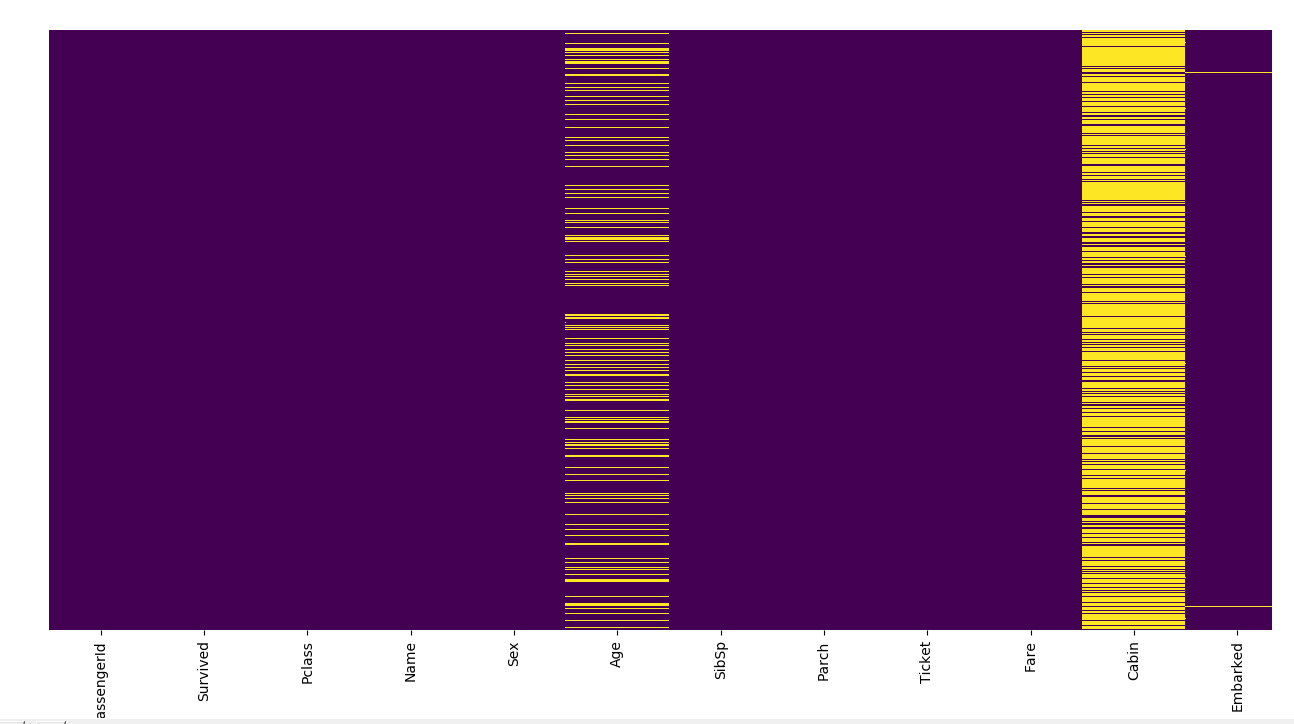 assengerId
Survived
Pclass
Name
Sex
Age
SibSp
Parch
Ticket
Fare
Cabin
Embarked